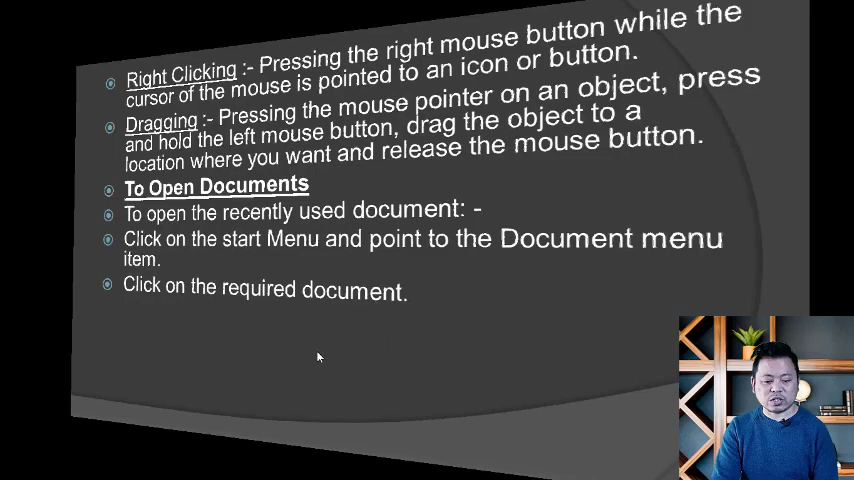 Right Clicking :- Pressing the right mouse button while the
cursor of the mouse is pointed to an icon or button.
Dragging :- Pressing the mouse pointer on an object, press
and hold the left mouse button, drag the object to a
location where you want and release the mouse button.
To Open Documents
To open the recently used document: -
Click on the start Menu and point to the Document menu
item.
Click on the required document.